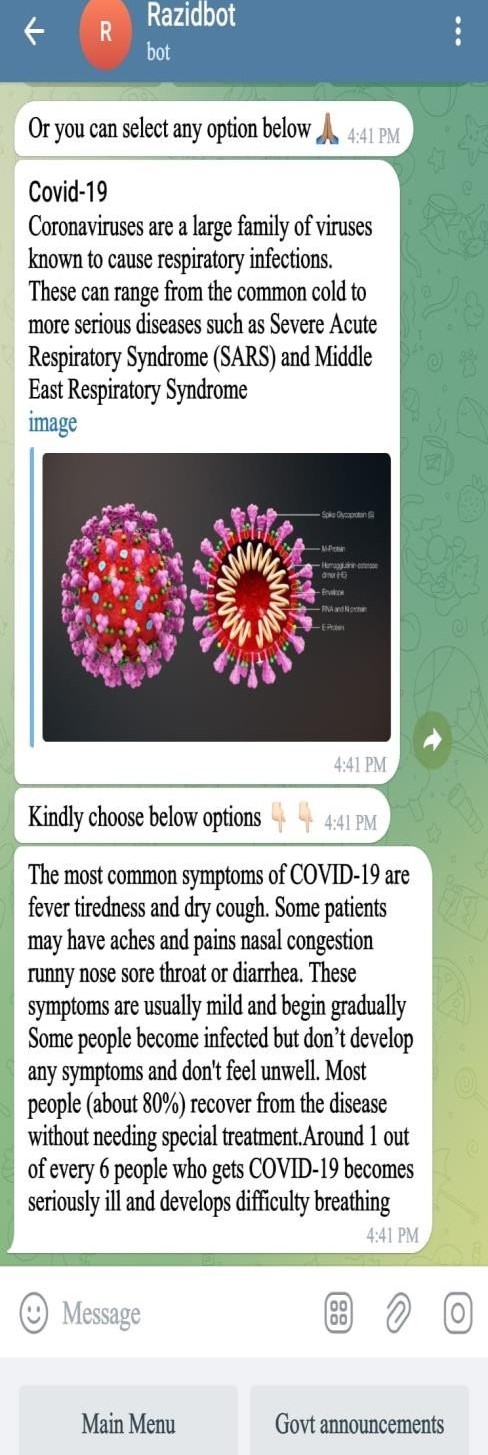 R
Razidbot
bot
Or you can select any option below 🙏🏽 4:41 PM
Covid-19
Coronaviruses are a large family of viruses
known to cause respiratory infections.
These can range from the common cold to
more serious diseases such as Severe Acute
Respiratory Syndrome (SARS) and Middle
East Respiratory Syndrome
image
Spike Glycoprotein (S)
M-Protein
Hemagglutinin-esterase
dimer (HE)
Envelope
RNA and N protein
E-Protein
4:41 PM
Kindly choose below options 👇🏻 👇🏻 4:41 PM
The most common symptoms of COVID-19 are
fever tiredness and dry cough. Some patients
may have aches and pains nasal congestion
runny nose sore throat or diarrhea. These
symptoms are usually mild and begin gradually
Some people become infected but don’t develop
any symptoms and don't feel unwell. Most
people (about 80%) recover from the disease
without needing special treatment.Around 1 out
of every 6 people who gets COVID-19 becomes
seriously ill and develops difficulty breathing
4:41 PM
Message
Main Menu
Govt announcements